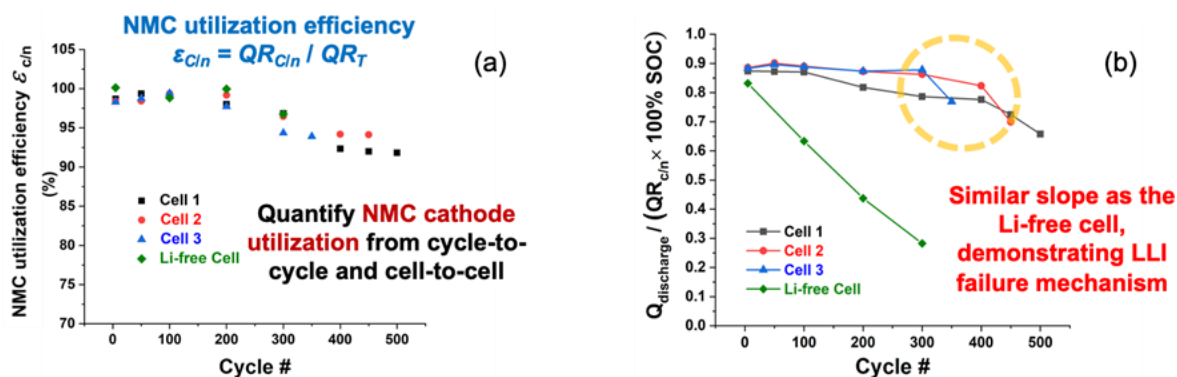 NMC utilization efficiency
εC/n = QRC/n / QRT
(a)
NMC utilization efficiency ℰ c/n
(%)
105
100
95
90
85
80
75
70
Cell 1
Cell 2
Cell 3
Li-free Cell
Quantify NMC cathode
utilization from cycle-to-
cycle and cell-to-cell
0 100 200 300 400 500
Cycle #
(b)
Qdischarge / (QRc/n× 100% SOC)
1.0
0.9
0.8
0.7
0.6
0.5
0.4
0.3
0.2
0.1
0.0
Cell 1
Cell 2
Cell 3
Li-free Cell
Similar slope as the
Li-free cell,
demonstrating LLI
failure mechanism
0 100 200 300 400 500
Cycle #